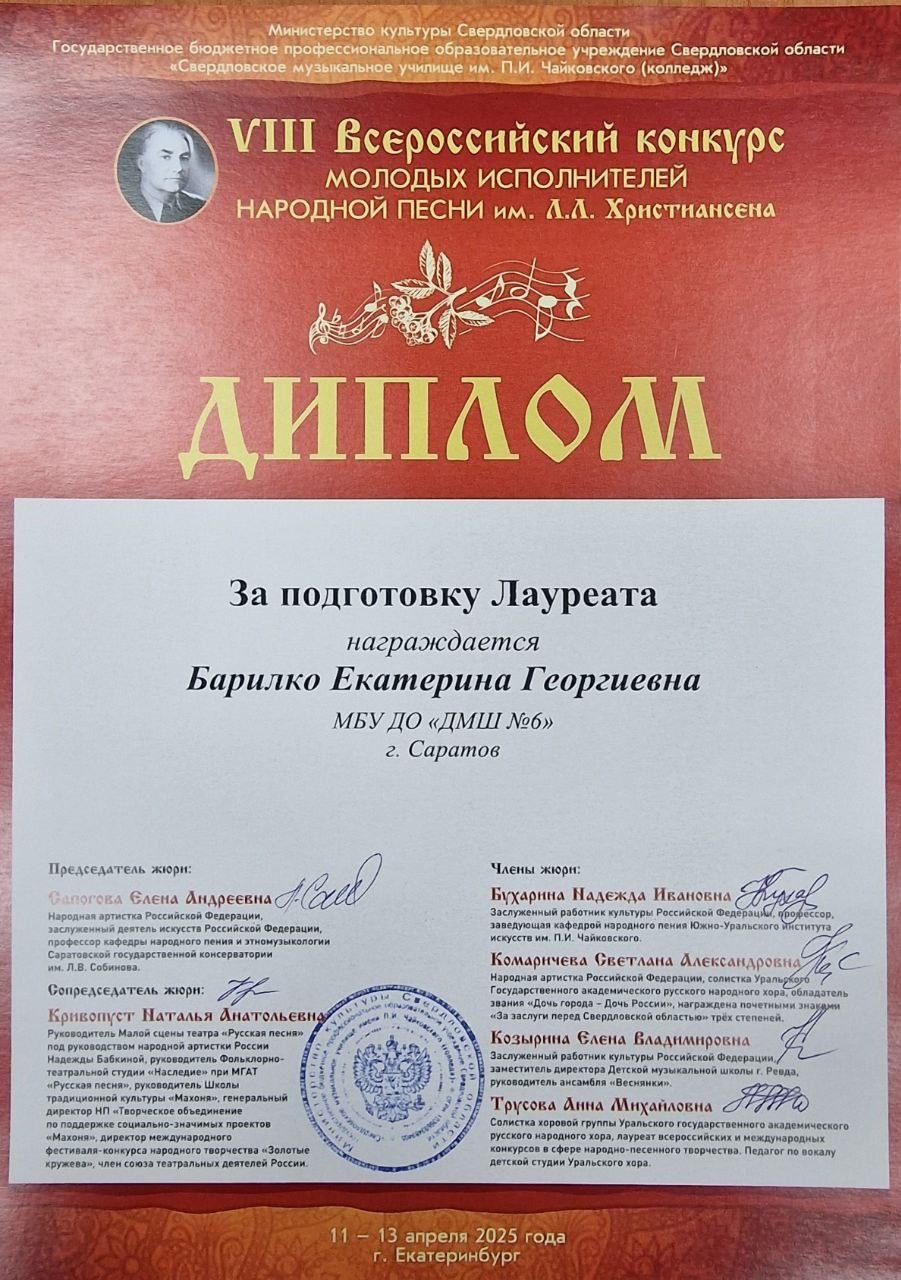 Министерство культуры Свердловской области
Государственное бюджетное профессиональное образовательное учреждение Свердловской области
«Свердловское музыкальное училище им. П.И. Чайковского (колледж)»
VIII Всероссийский конкурс
МОЛОДЫХ ИСПОЛНИТЕЛЕЙ
НАРОДНОЙ ПЕСНИ им. Л.Л. Христиансена
ДИПЛОМ
За подготовку Лауреата
награждается
Барилко Екатерина Георгиевна
МБУ ДО «ДМШ №6»
г. Саратов
Председатель жюри:
Сапогова Елена Андреевна
Народная артистка Российской Федерации,
заслуженный деятель искусств Российской Федерации,
профессор кафедры народного пения и этномузыкологии
Саратовской государственной консерватории
им. Л.В. Собинова.
Сопредседатель жюри:
Кривопуст Наталья Анатольевна
Руководитель Малой сцены театра «Русская песня»
под руководством народной артистки России
Надежды Бабкиной, руководитель Фольклорно-
театральной студии «Наследие» при МГАТ
«Русская песня», руководитель Школы
традиционной культуры «Махоня», генеральный
директор НП «Творческое объединение
по поддержке социально-значимых проектов
«Махоня», директор международного
фестиваля-конкурса народного творчества «Золотые
кружева», член союза театральных деятелей России.
Члены жюри:
Бухарина Надежда Ивановна
Заслуженный работник культуры Российской Федерации, профессор,
заведующая кафедрой народного пения Южно-Уральского института
искусств им. П.И. Чайковского.
Комаричева Светлана Александровна
Народная артистка Российской Федерации, солистка Уральского
Государственного академического русского народного хора, обладатель
звания «Дочь города – Дочь России», награждена почетными знаками
«За заслуги перед Свердловской областью» трёх степеней.
Козырина Елена Владимировна
Заслуженный работник культуры Российской Федерации,
заместитель директора Детской музыкальной школы г. Ревда,
руководитель ансамбля «Веснянки».
Трусова Анна Михайловна
Солистка хоровой группы Уральского государственного академического
русского народного хора, лауреат всероссийских и международных
конкурсов в сфере народно-песенного творчества. Педагог по вокалу
детской студии Уральского хора.
11 – 13 апреля 2025 года
г. Екатеринбург